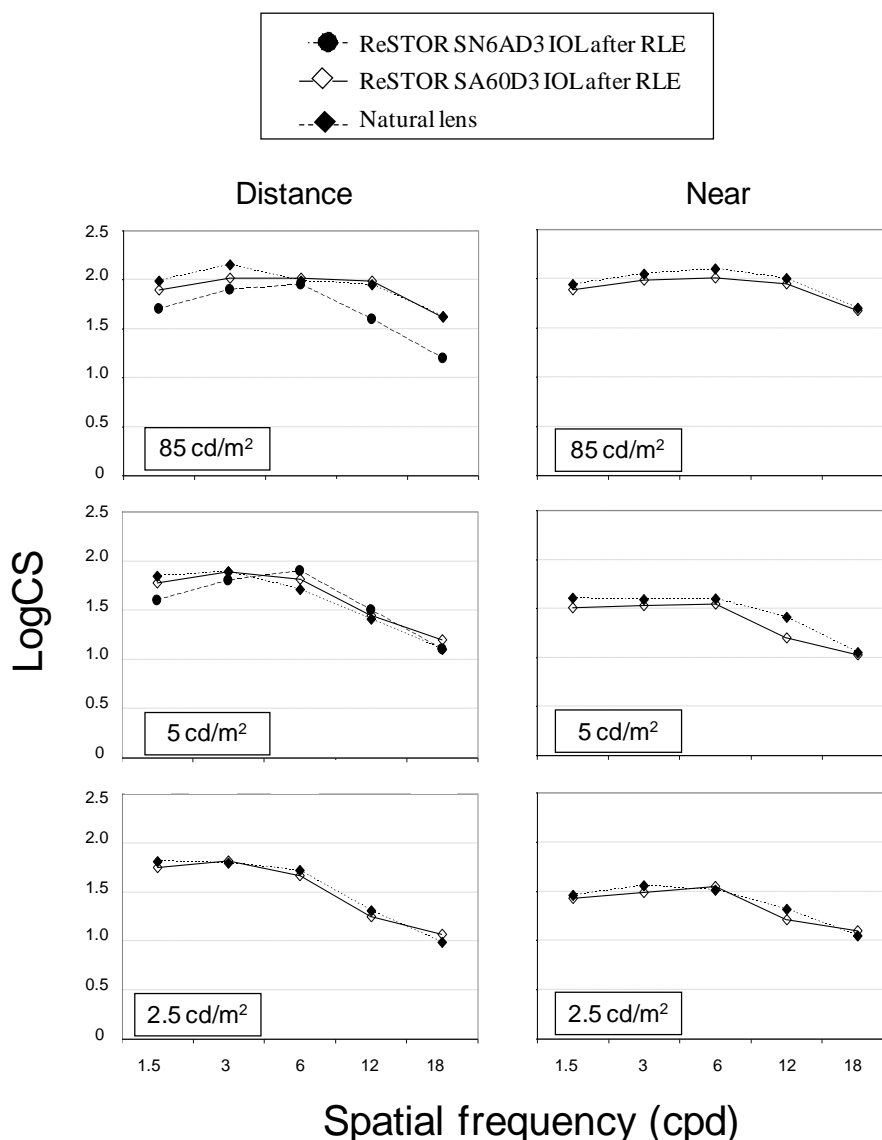 ReSTOR SN6AD3 IOL after RLE
ReSTOR SA60D3 IOL after RLE
Natural lens
Distance
Near
LogCS
2.5
2.0
1.5
1.0
0.5
0
85 cd/m²
85 cd/m²
2.5
2.0
1.5
1.0
0.5
0
5 cd/m²
5 cd/m²
2.5
2.0
1.5
1.0
0.5
0
2.5 cd/m²
2.5 cd/m²
1.5 3 6 12 18
1.5 3 6 12 18
Spatial frequency (cpd)